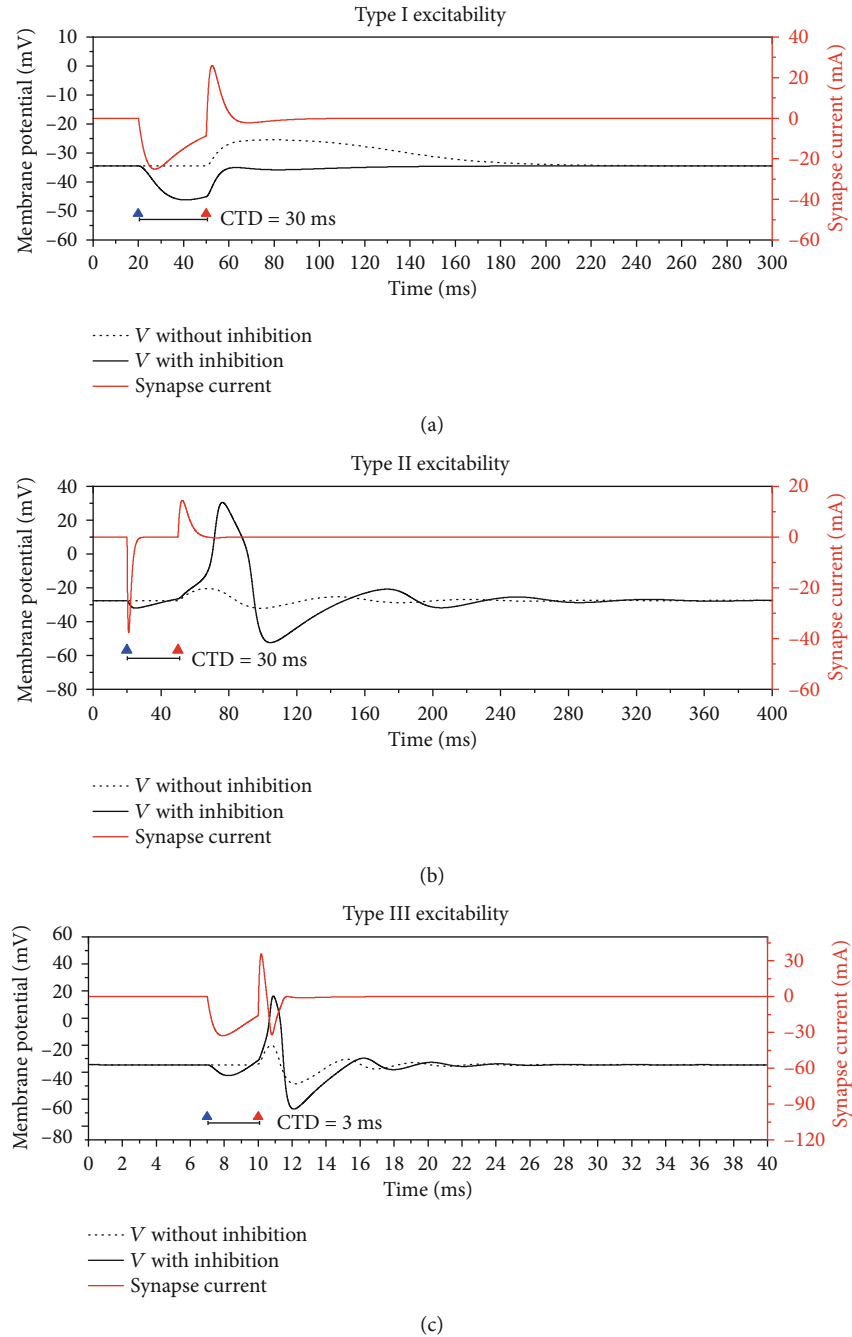 Type I excitability
Membrane potential (mV)
10
0
−10
−20
−30
−40
−50
−60
Synapse current (mA)
40
20
0
−20
−40
−60
CTD = 30 ms
0 20 40 60 80 100 120 140 160 180 200 220 240 260 280 300
Time (ms)
V without inhibition
V with inhibition
Synapse current
(a)
Type II excitability
Membrane potential (mV)
40
20
0
−20
−40
−60
−80
Synapse current (mA)
20
0
−20
−40
−60
CTD = 30 ms
0 40 80 120 160 200 240 280 320 360 400
Time (ms)
V without inhibition
V with inhibition
Synapse current
(b)
Type III excitability
Membrane potential (mV)
60
40
20
0
−20
−40
−60
−80
Synapse current (mA)
30
0
−30
−60
−90
−120
CTD = 3 ms
0 2 4 6 8 10 12 14 16 18 20 22 24 26 28 30 32 34 36 38 40
Time (ms)
V without inhibition
V with inhibition
Synapse current
(c)